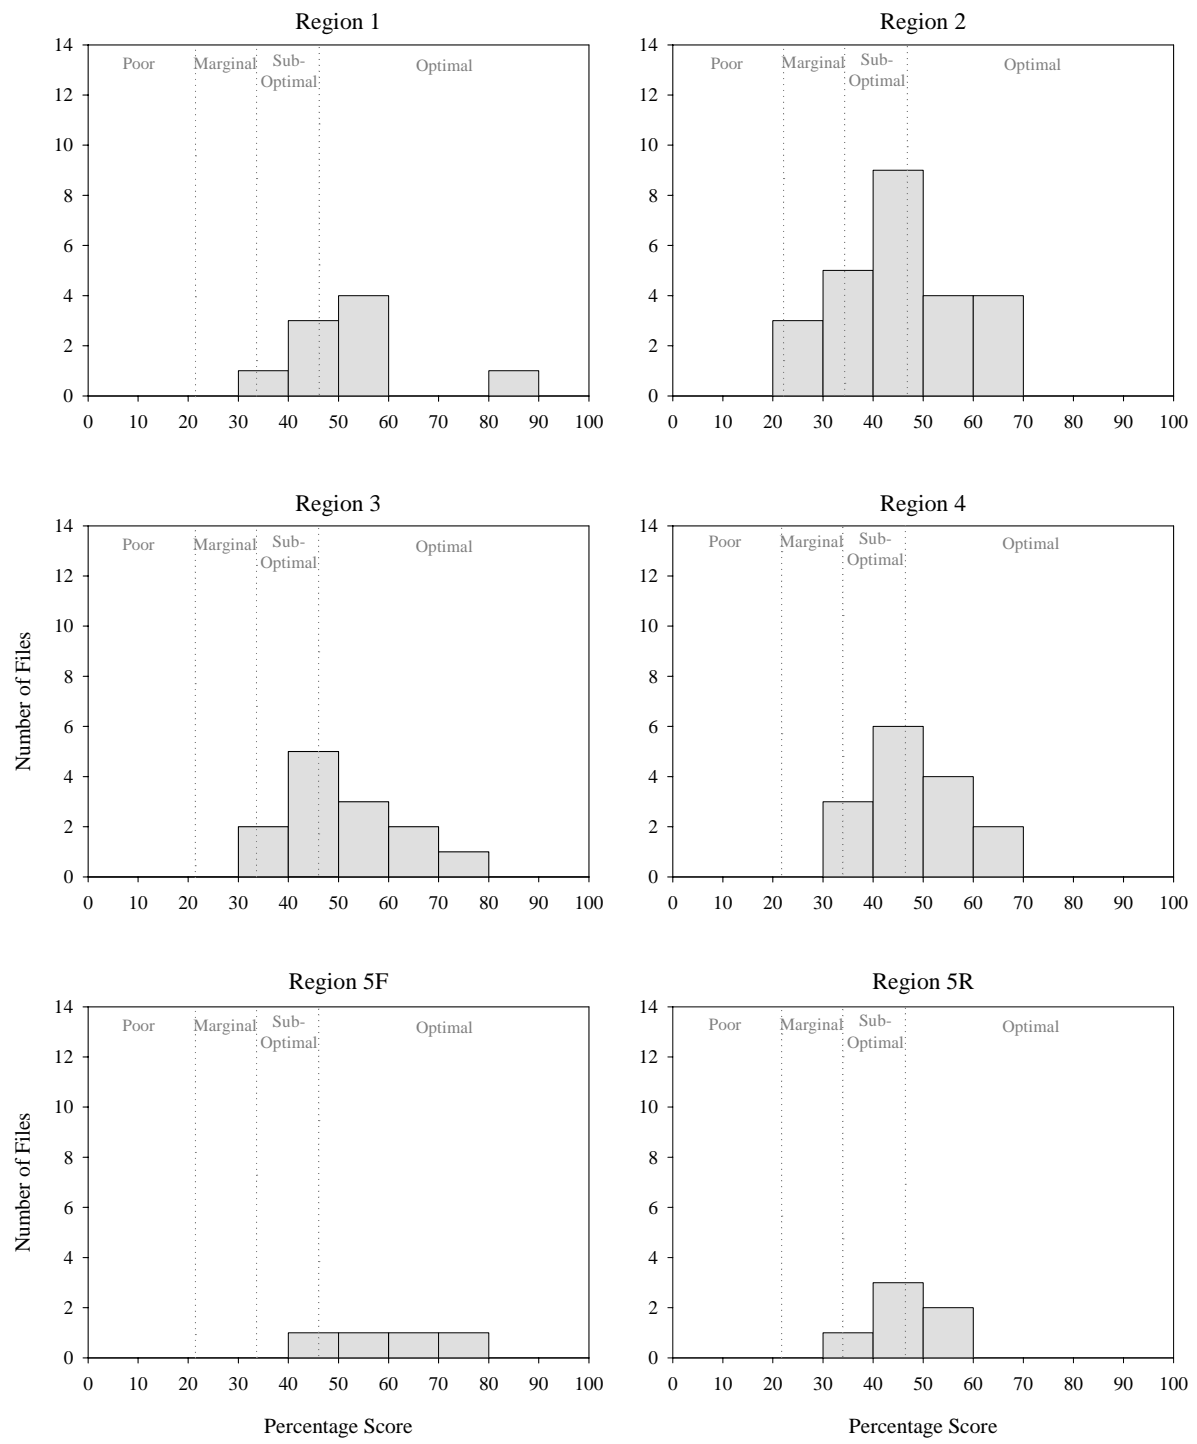 Region 1
14
12
10
8
6
4
2
0
Poor
Marginal
Sub-
Optimal
Optimal
0 10 20 30 40 50 60 70 80 90 100
Region 2
14
12
10
8
6
4
2
0
Poor
Marginal
Sub-
Optimal
Optimal
0 10 20 30 40 50 60 70 80 90 100
Region 3
Number of Files
14
12
10
8
6
4
2
0
Poor
Marginal
Sub-
Optimal
Optimal
0 10 20 30 40 50 60 70 80 90 100
Region 4
14
12
10
8
6
4
2
0
Poor
Marginal
Sub-
Optimal
Optimal
0 10 20 30 40 50 60 70 80 90 100
Region 5F
Number of Files
14
12
10
8
6
4
2
0
Poor
Marginal
Sub-
Optimal
Optimal
0 10 20 30 40 50 60 70 80 90 100
Percentage Score
Region 5R
14
12
10
8
6
4
2
0
Poor
Marginal
Sub-
Optimal
Optimal
0 10 20 30 40 50 60 70 80 90 100
Percentage Score